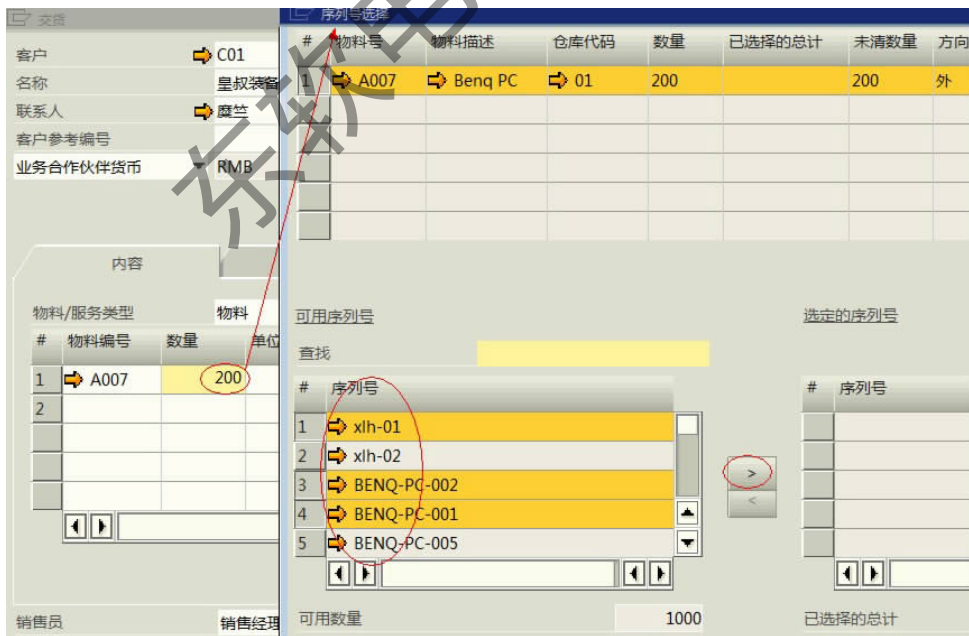 交货
客户 C01
名称 皇叔装备
联系人 糜竺
客户参考编号
业务合作伙伴货币 RMB
内容
物料/服务类型 物料
# 物料编号 数量 单位
1 A007 200
2
销售员 销售经理
序列号选择
# 物料号 物料描述 仓库代码 数量 已选择的总计 未清数量 方向
1 A007 Benq PC 01 200 200 外
可用序列号
查找
# 序列号
1 xlh-01
2 xlh-02
3 BENQ-PC-002
4 BENQ-PC-001
5 BENQ-PC-005
可用数量 1000
>
<
选定的序列号
# 序列号
已选择的总计
东软电